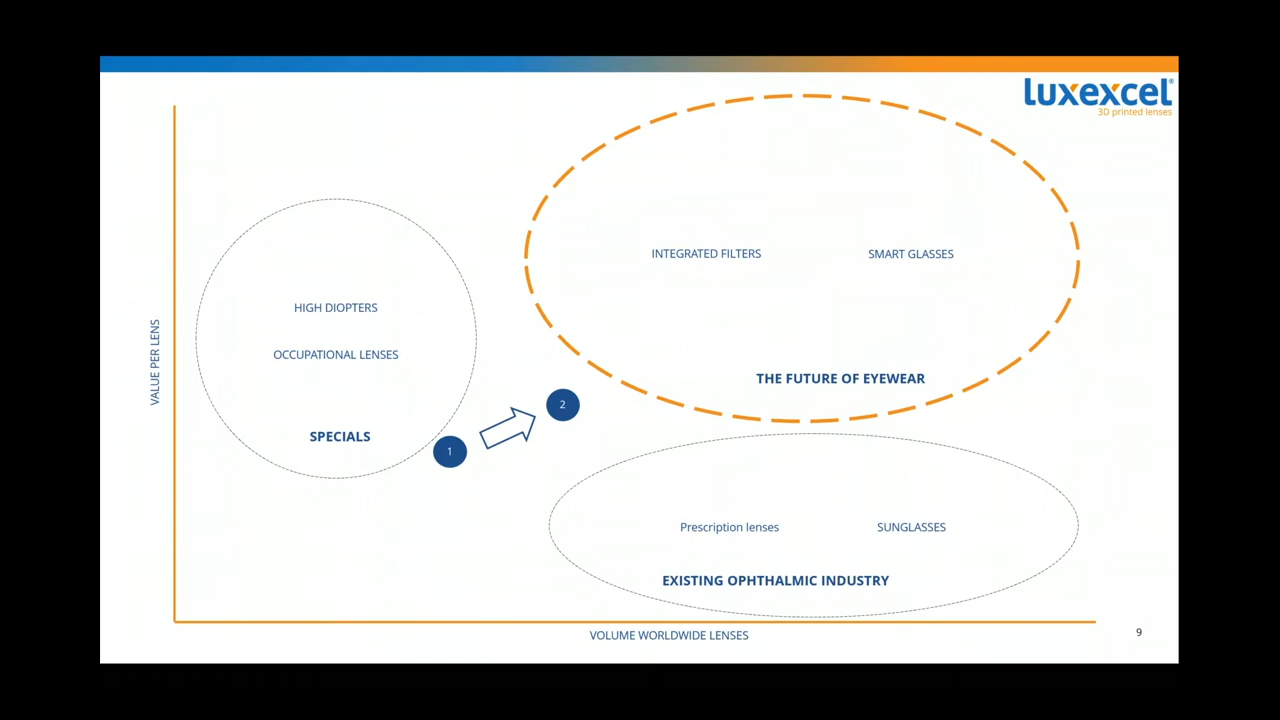 luxexcel®
3D printed lenses
INTEGRATED FILTERS
SMART GLASSES
THE FUTURE OF EYEWEAR
HIGH DIOPTERS
OCCUPATIONAL LENSES
SPECIALS
VALUE PER LENS
1
2
Prescription lenses
SUNGLASSES
EXISTING OPHTHALMIC INDUSTRY
VOLUME WORLDWIDE LENSES
9